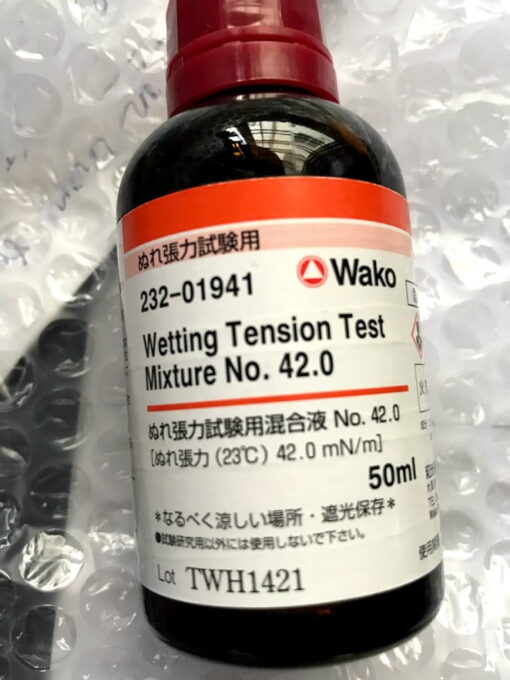 ぬれ張力試験用
232-01941
Wako
Wetting Tension Test
Mixture No. 42.0
ぬれ張力試験用混合液 No. 42.0
[ぬれ張力 (23℃) 42.0 mN/m]
50ml
*なるべく涼しい場所・遮光保存*
●試験研究用以外には使用しないで下さい。
Lot TWH1421